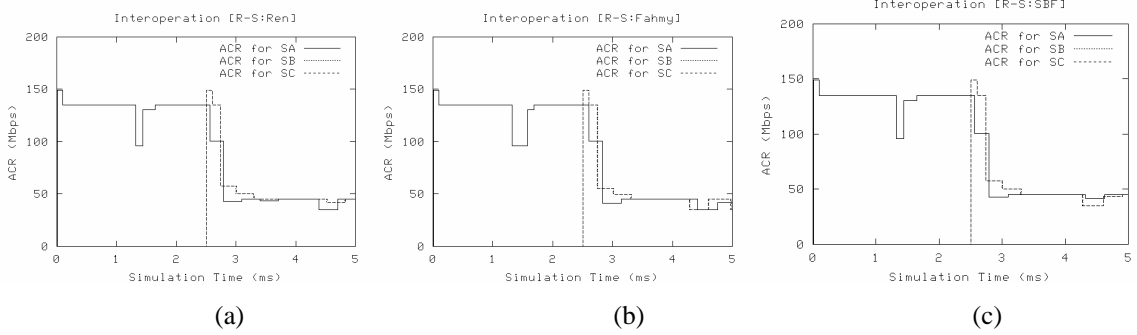 Interoperation [R-S:Ren]
200
150
100
50
0
ACR (Mbps)
ACR for SA
ACR for SB
ACR for SC
0 1 2 3 4 5
Simulation Time (ms)
(a)
Interoperation [R-S:Fahmy]
200
150
100
50
0
ACR (Mbps)
ACR for SA
ACR for SB
ACR for SC
0 1 2 3 4 5
Simulation Time (ms)
(b)
Interoperation [R-S:SBF]
200
150
100
50
0
ACR (Mbps)
ACR for SA
ACR for SB
ACR for SC
0 1 2 3 4 5
Simulation Time (ms)
(c)